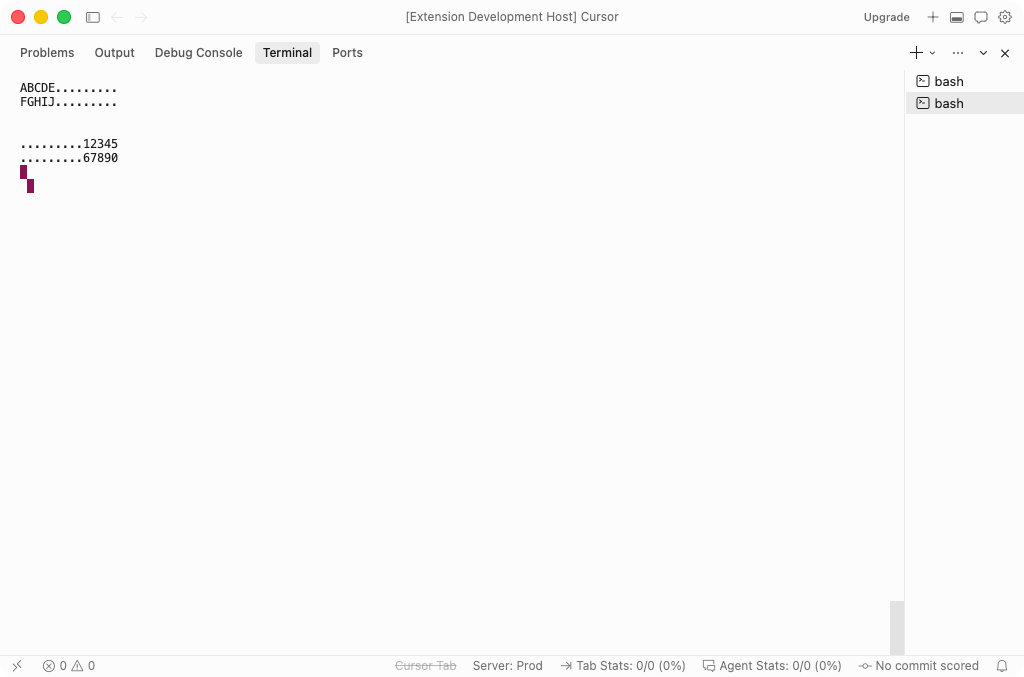 [Extension Development Host] Cursor
Upgrade
Problems Output Debug Console Terminal Ports
ABCDE.........
FGHIJ.........
.........12345
.........67890
bash
bash
0 0
Cursor Tab Server: Prod Tab Stats: 0/0 (0%) Agent Stats: 0/0 (0%) No commit scored